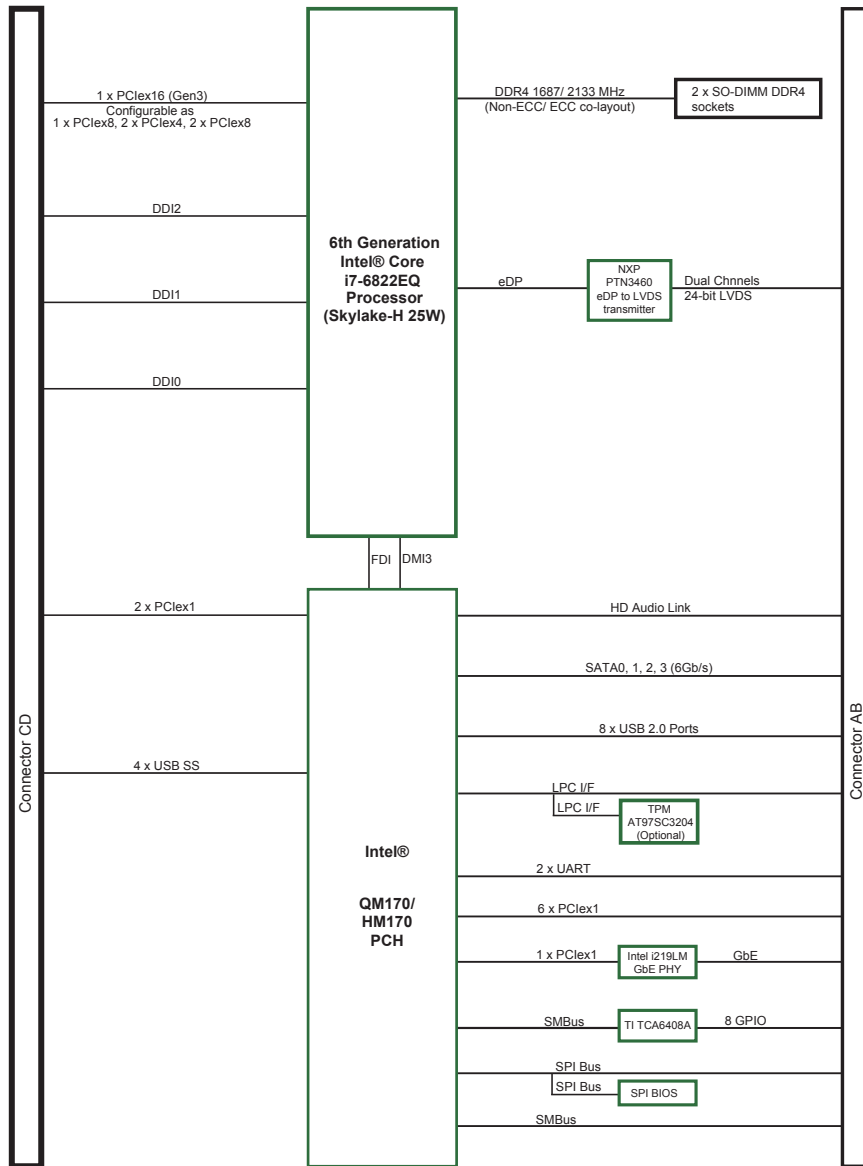 1 x PCIex16 (Gen3)
Configurable as
1 x PCIex8, 2 x PCIex4, 2 x PCIex8
DDR4 1687/ 2133 MHz
(Non-ECC/ ECC co-layout)
2 x SO-DIMM DDR4
sockets
DDI2
6th Generation
Intel® Core
i7-6822EQ
Processor
(Skylake-H 25W)
eDP
NXP
PTN3460
eDP to LVDS
transmitter
Dual Chnnels
24-bit LVDS
DDI1
DDI0
FDI
DMI3
2 x PCIex1
HD Audio Link
SATA0, 1, 2, 3 (6Gb/s)
Connector CD
Connector AB
8 x USB 2.0 Ports
4 x USB SS
LPC I/F
LPC I/F
TPM
AT97SC3204
(Optional)
Intel®
QM170/
HM170
PCH
2 x UART
6 x PCIex1
1 x PCIex1
Intel i219LM
GbE PHY
GbE
SMBus
TI TCA6408A
8 GPIO
SPI Bus
SPI Bus
SPI BIOS
SMBus